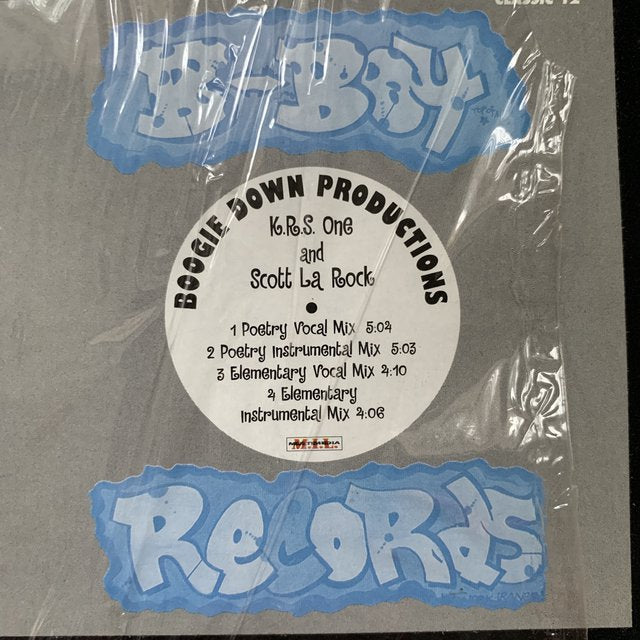 CLASSIC 12
B-BOY
BOOGIE DOWN PRODUCTIONS
K.R.S. One
and
Scott La Rock
1 Poetry Vocal Mix 5:04
2 Poetry Instrumental Mix 5:03
3 Elementary Vocal Mix 4:10
4 Elementary
Instrumental Mix 4:06
RECORDS